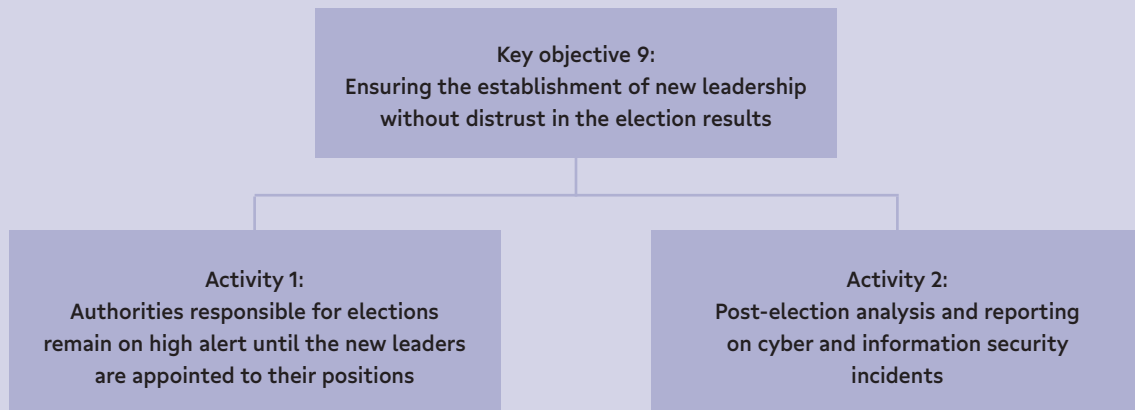 Key objective 9:
Ensuring the establishment of new leadership
without distrust in the election results
Activity 1:
Authorities responsible for elections
remain on high alert until the new leaders
are appointed to their positions
Activity 2:
Post-election analysis and reporting
on cyber and information security
incidents